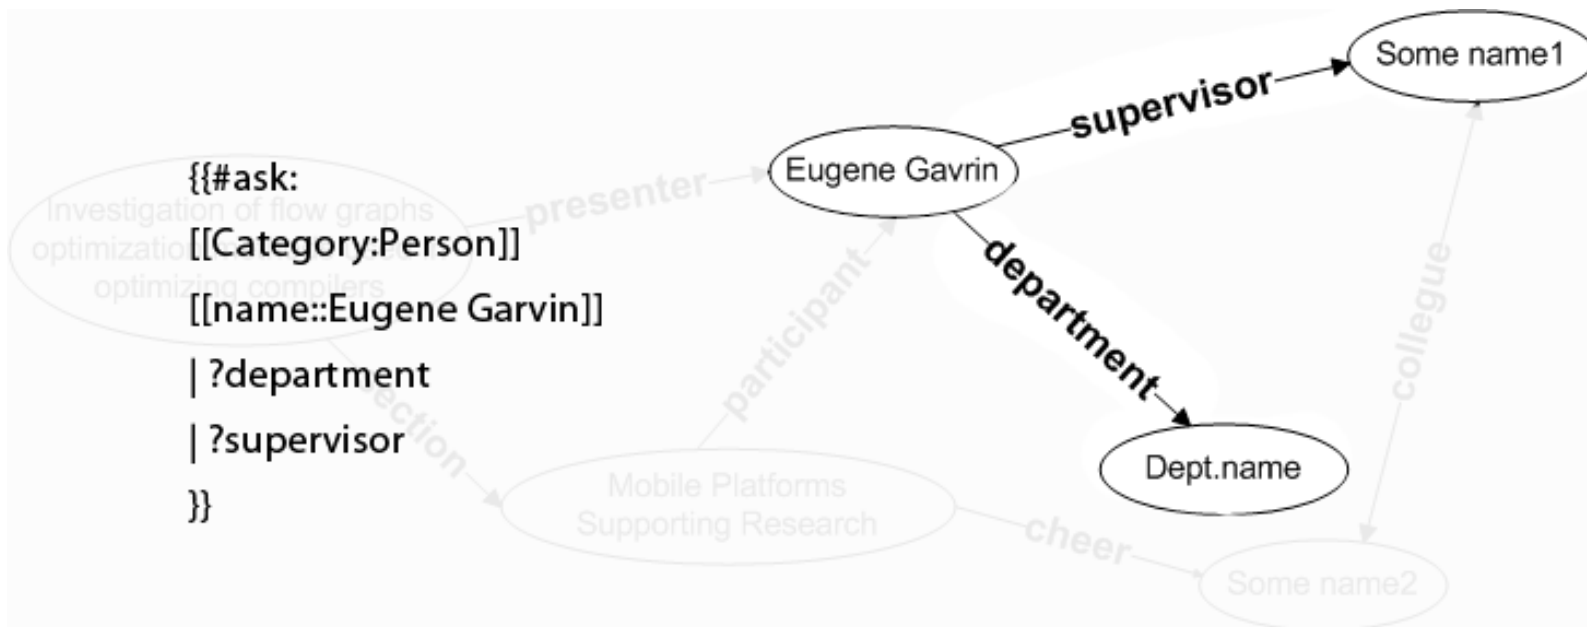 {{#ask:
[[Category:Person]]
[[name::Eugene Garvin]]
| ?department
| ?supervisor
}}
Investigation of flow graphs
optimization
optimizing compilers
presenter
Eugene Gavrin
supervisor
Some name1
department
Dept.name
participant
collegue
ection
Mobile Platforms
Supporting Research
cheer
Some name2